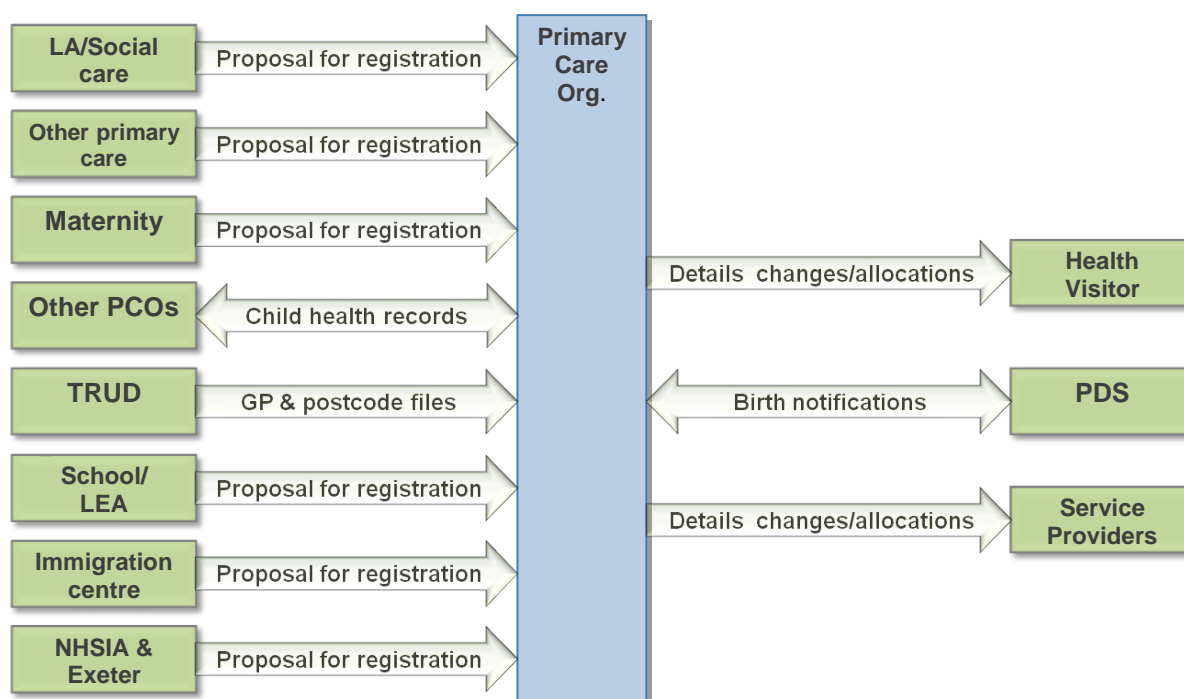 LA/Social
care
Proposal for registration
Primary
Care
Org.
Other primary
care
Proposal for registration
Maternity
Proposal for registration
Details changes/allocations
Health
Visitor
Other PCOs
Child health records
TRUD
GP & postcode files
Birth notifications
PDS
School/
LEA
Proposal for registration
Details changes/allocations
Service
Providers
Immigration
centre
Proposal for registration
NHSIA &
Exeter
Proposal for registration